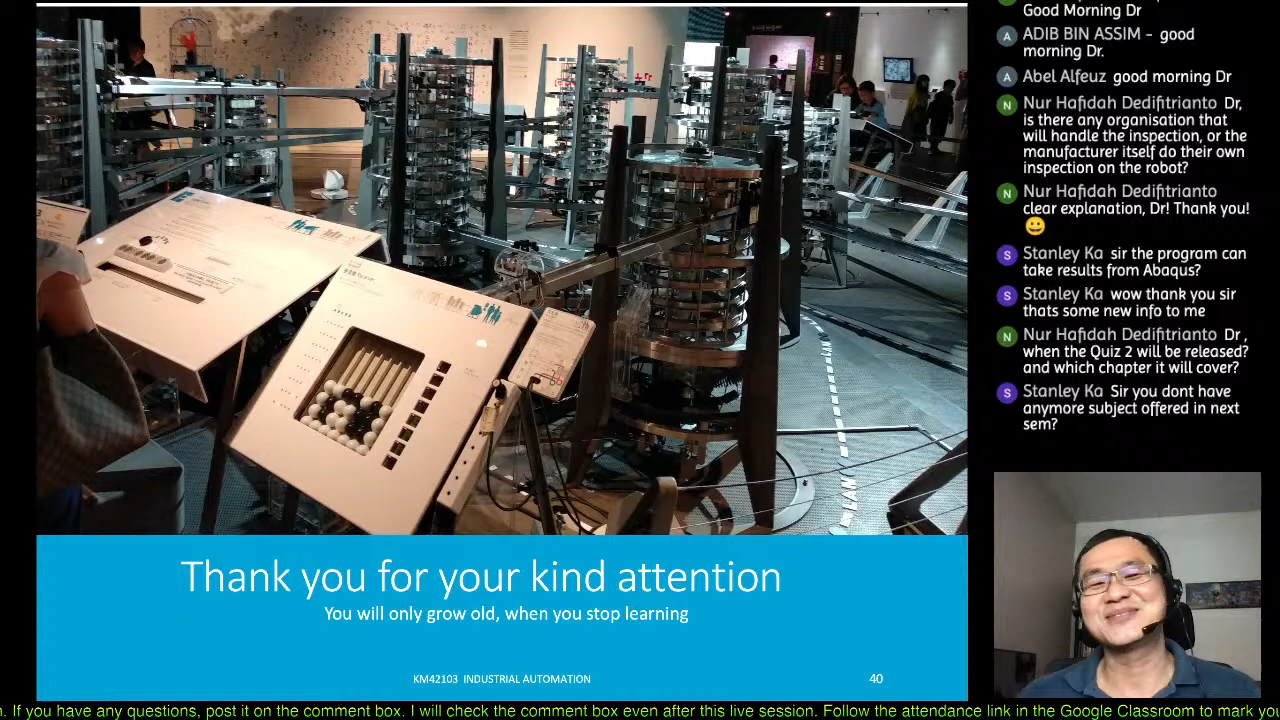 Thank you for your kind attention
You will only grow old, when you stop learning
KM42103 INDUSTRIAL AUTOMATION
40
Good Morning Dr
A
ADIB BIN ASSIM - good
morning Dr.
A
Abel Alfeuz good morning Dr
N
Nur Hafidah Dedifitrianto Dr,
is there any organisation that
will handle the inspection, or the
manufacturer itself do their own
inspection on the robot?
N
Nur Hafidah Dedifitrianto
clear explanation, Dr! Thank you!
😀
S
Stanley Ka sir the program can
take results from Abaqus?
S
Stanley Ka wow thank you sir
thats some new info to me
N
Nur Hafidah Dedifitrianto Dr ,
when the Quiz 2 will be released?
and which chapter it will cover?
S
Stanley Ka Sir you dont have
anymore subject offered in next
sem?
n. If you have any questions, post it on the comment box. I will check the comment box even after this live session. Follow the attendance link in the Google Classroom to mark you